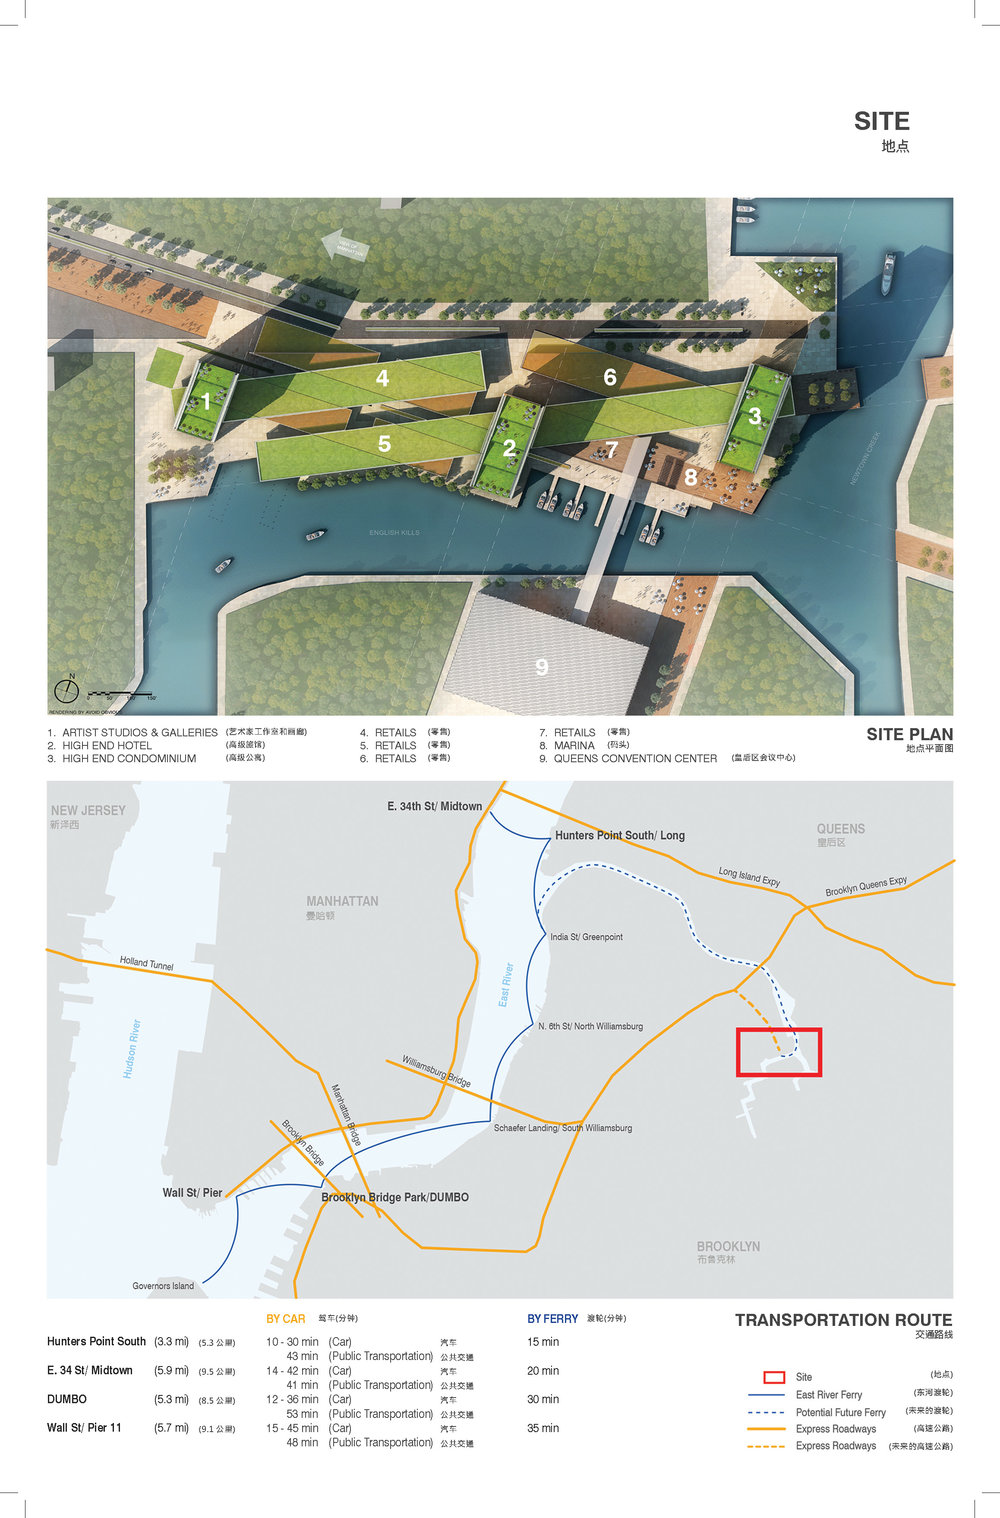 SITE
地点
VIEW OF
MANHATTAN
1
2
3
4
5
6
7
8
9
ENGLISH KILLS
NEWTOWN CREEK
N
0 50' 100' 150'
RENDERING BY AVOID OBVIOUS
1. ARTIST STUDIOS & GALLERIES (艺术家工作室和画廊)
2. HIGH END HOTEL (高级旅馆)
3. HIGH END CONDOMINIUM (高级公寓)
4. RETAILS (零售)
5. RETAILS (零售)
6. RETAILS (零售)
7. RETAILS (零售)
8. MARINA (码头)
9. QUEENS CONVENTION CENTER (皇后区会议中心)
SITE PLAN
地点平面图
NEW JERSEY
新泽西
E. 34th St/ Midtown
Hunters Point South/ Long
QUEENS
皇后区
Long Island Expy
Brooklyn Queens Expy
MANHATTAN
曼哈顿
India St/ Greenpoint
Holland Tunnel
East River
Hudson River
N. 6th St/ North Williamsburg
Williamsburg Bridge
Manhattan Bridge
Brooklyn Bridge
Schaefer Landing/ South Williamsburg
Wall St/ Pier
Brooklyn Bridge Park/DUMBO
BROOKLYN
布鲁克林
Governors Island
BY CAR 驾车(分钟)
BY FERRY 渡轮(分钟)
Hunters Point South (3.3 mi) (5.3 公里) 10 - 30 min (Car) 汽车 15 min
43 min (Public Transportation) 公共交通
E. 34 St/ Midtown (5.9 mi) (9.5 公里) 14 - 42 min (Car) 汽车 20 min
41 min (Public Transportation) 公共交通
DUMBO (5.3 mi) (8.5 公里) 12 - 36 min (Car) 汽车 30 min
53 min (Public Transportation) 公共交通
Wall St/ Pier 11 (5.7 mi) (9.1 公里) 15 - 45 min (Car) 汽车 35 min
48 min (Public Transportation) 公共交通
TRANSPORTATION ROUTE
交通路线
Site (地点)
East River Ferry (东河渡轮)
Potential Future Ferry (未来的渡轮)
Express Roadways (高速公路)
Express Roadways (未来的高速公路)